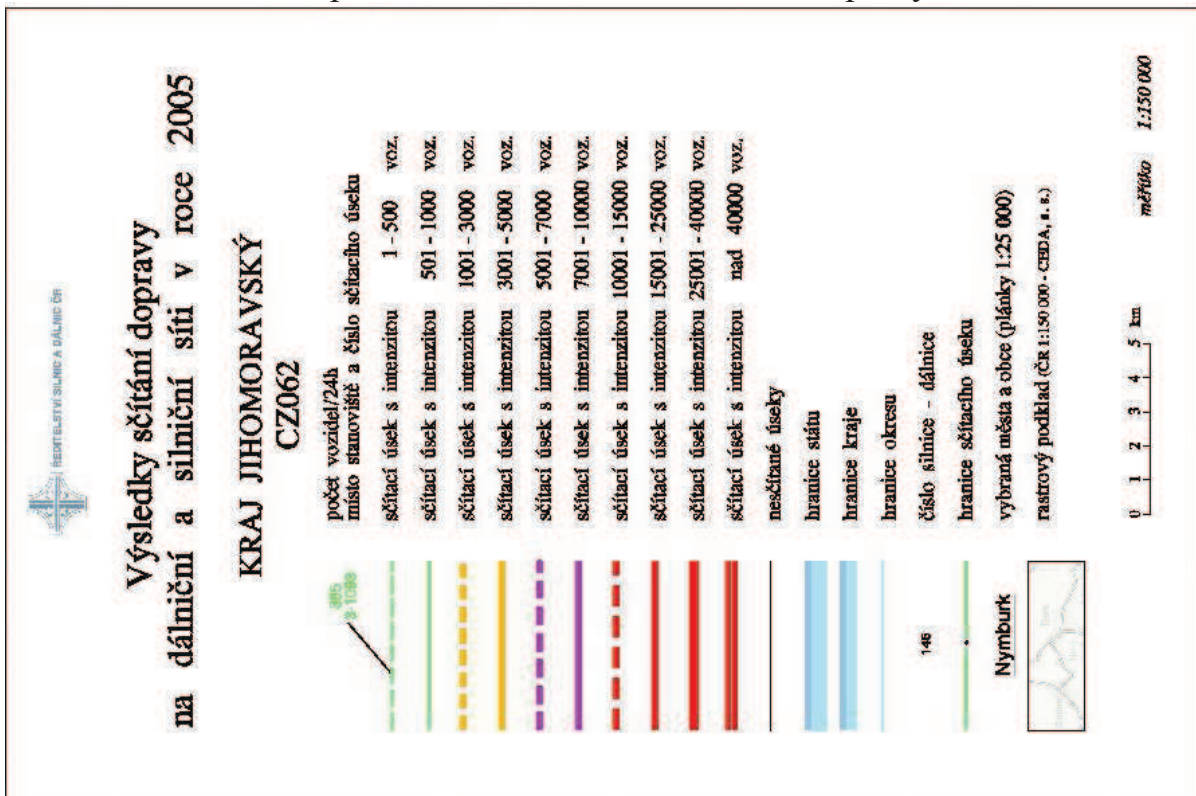 ŘEDITELSTVÍ SILNIC A DÁLNIC ČR
Výsledky sčítání dopravy
na dálniční a silniční síti v roce 2005
KRAJ JIHOMORAVSKÝ
CZ062
počet vozidel/24h
místo stanoviště a číslo sčítacího úseku
sčítací úsek s intenzitou 1 - 500 voz.
sčítací úsek s intenzitou 501 - 1000 voz.
sčítací úsek s intenzitou 1001 - 3000 voz.
sčítací úsek s intenzitou 3001 - 5000 voz.
sčítací úsek s intenzitou 5001 - 7000 voz.
sčítací úsek s intenzitou 7001 - 10000 voz.
sčítací úsek s intenzitou 10001 - 15000 voz.
sčítací úsek s intenzitou 15001 - 25000 voz.
sčítací úsek s intenzitou 25001 - 40000 voz.
sčítací úsek s intenzitou nad 40000 voz.
nesčítané úseky
hranice státu
hranice kraje
hranice okresu
146 číslo silnice - dálnice
hranice sčítacího úseku
Nymburk vybraná města a obce (plánky 1:25 000)
rastrový podklad (ČR 1:150 000 - CEDA, a. s.)
0 1 2 3 4 5 km
měřítko 1:150 000